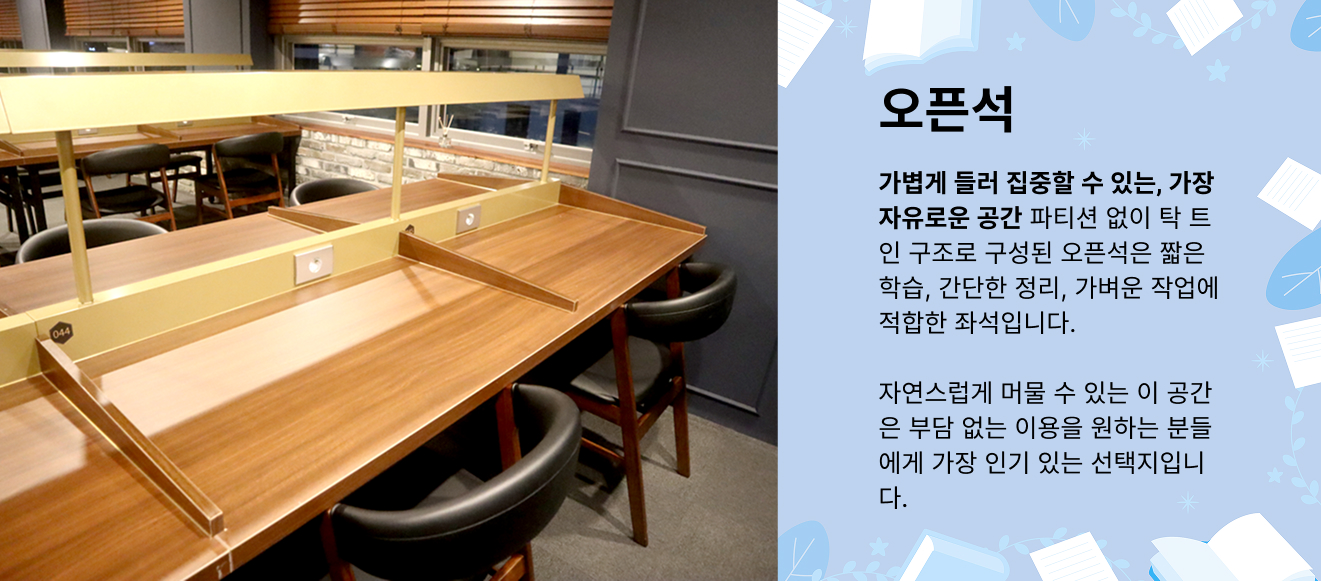 오픈석
가볍게 들러 집중할 수 있는, 가장
자유로운 공간 파티션 없이 탁 트
인 구조로 구성된 오픈석은 짧은
학습, 간단한 정리, 가벼운 작업에
적합한 좌석입니다.
자연스럽게 머물 수 있는 이 공간
은 부담 없는 이용을 원하는 분들
에게 가장 인기 있는 선택지입니
다.
044